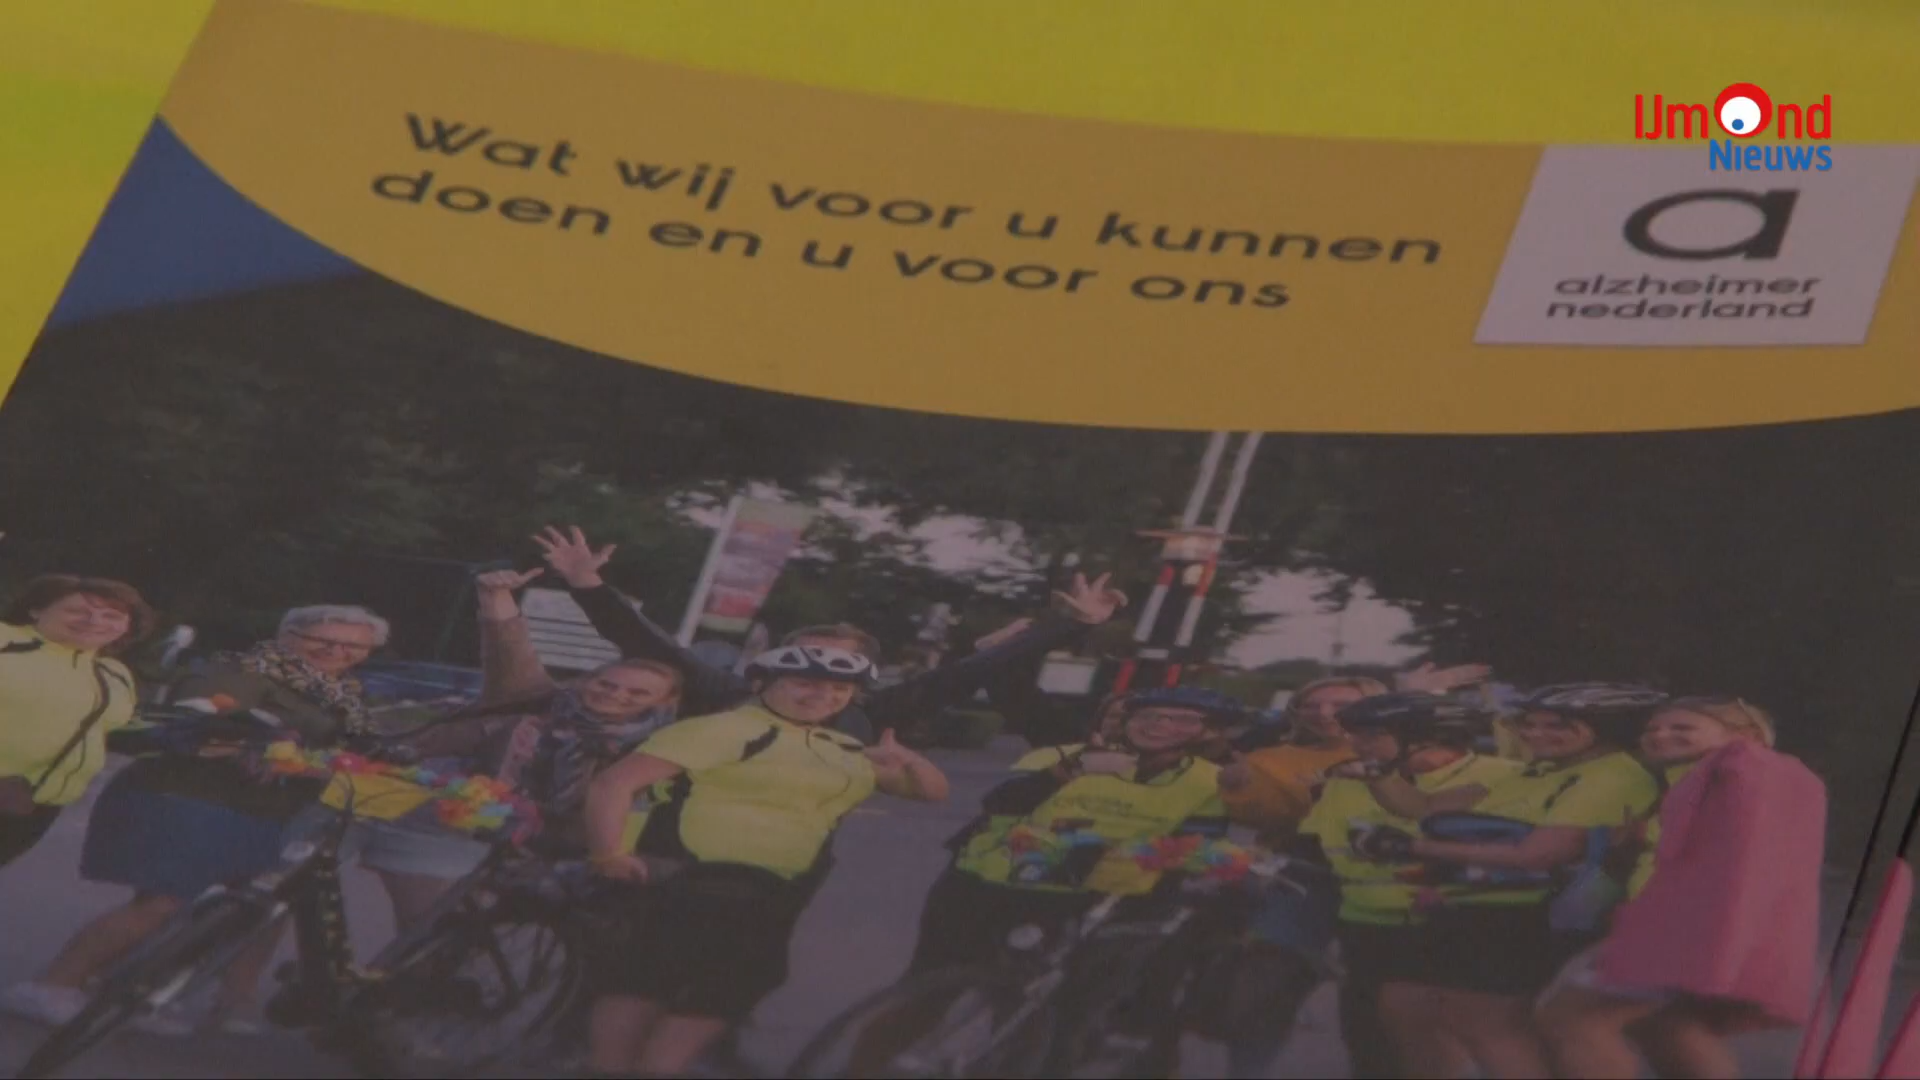 IJmOnd
Nieuws
Wat wij voor u kunnen
doen en u voor ons
a
alzheimer
nederland